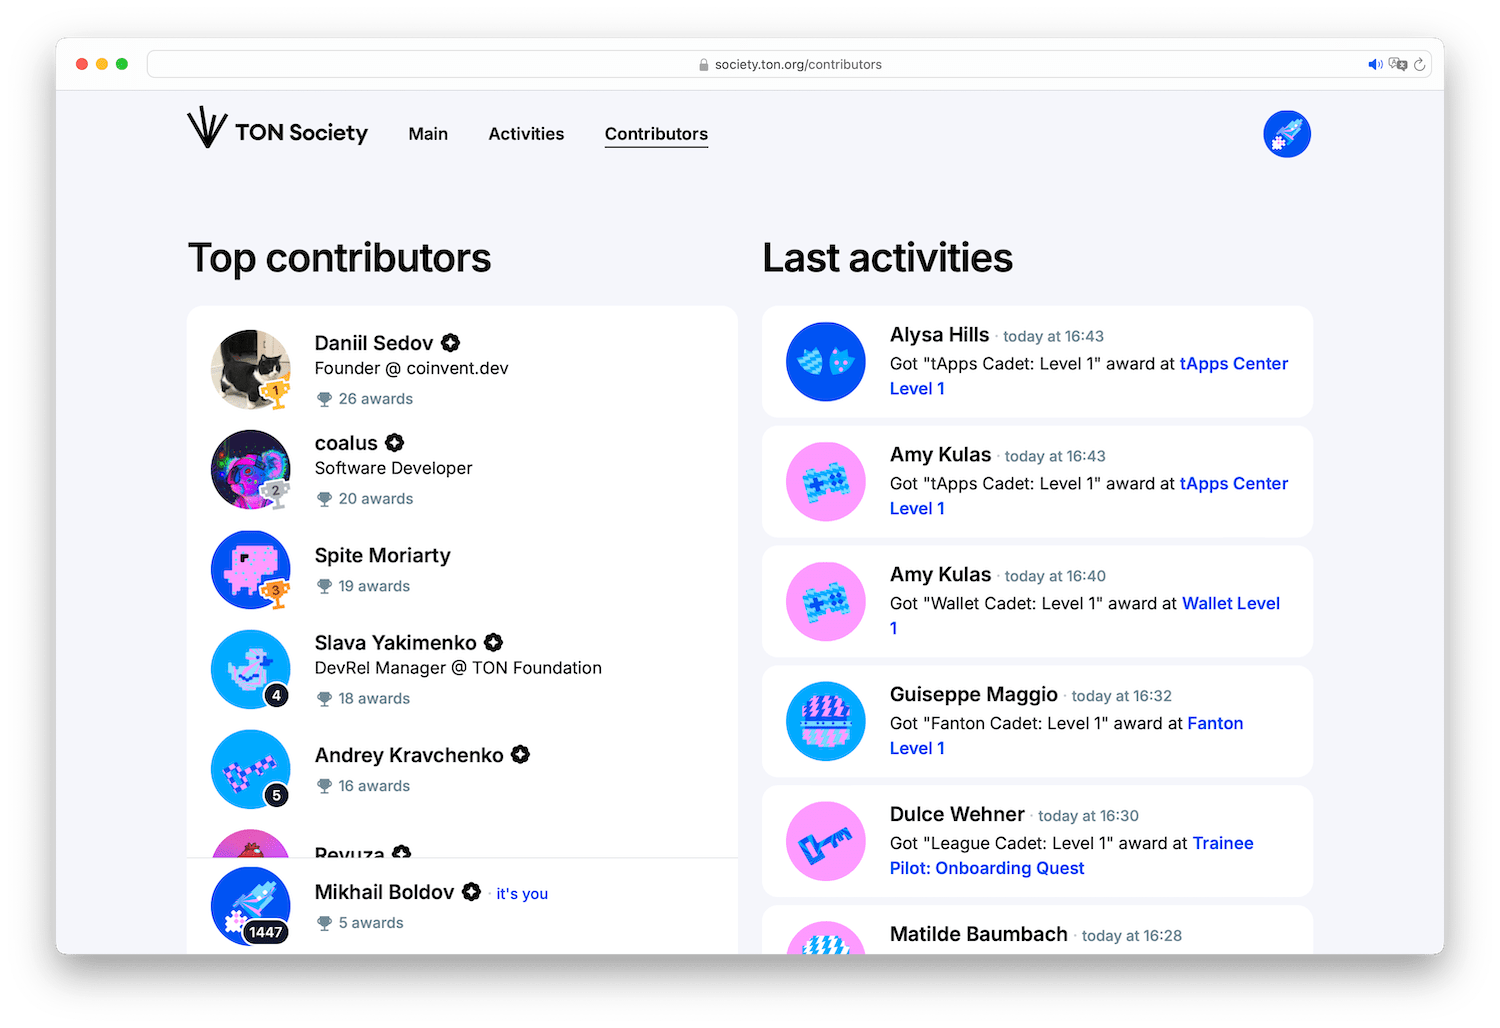 society.ton.org/contributors
TON Society
Main
Activities
Contributors
Top contributors
Daniil Sedov
Founder @ coinvent.dev
1
26 awards
coalus
Software Developer
2
20 awards
Spite Moriarty
3
19 awards
Slava Yakimenko
DevRel Manager @ TON Foundation
4
18 awards
Andrey Kravchenko
5
16 awards
Revuza
Mikhail Boldov · it's you
1447
5 awards
Last activities
Alysa Hills · today at 16:43
Got "tApps Cadet: Level 1" award at tApps Center
Level 1
Amy Kulas · today at 16:43
Got "tApps Cadet: Level 1" award at tApps Center
Level 1
Amy Kulas · today at 16:40
Got "Wallet Cadet: Level 1" award at Wallet Level
1
Guiseppe Maggio · today at 16:32
Got "Fanton Cadet: Level 1" award at Fanton
Level 1
Dulce Wehner · today at 16:30
Got "League Cadet: Level 1" award at Trainee
Pilot: Onboarding Quest
Matilde Baumbach · today at 16:28